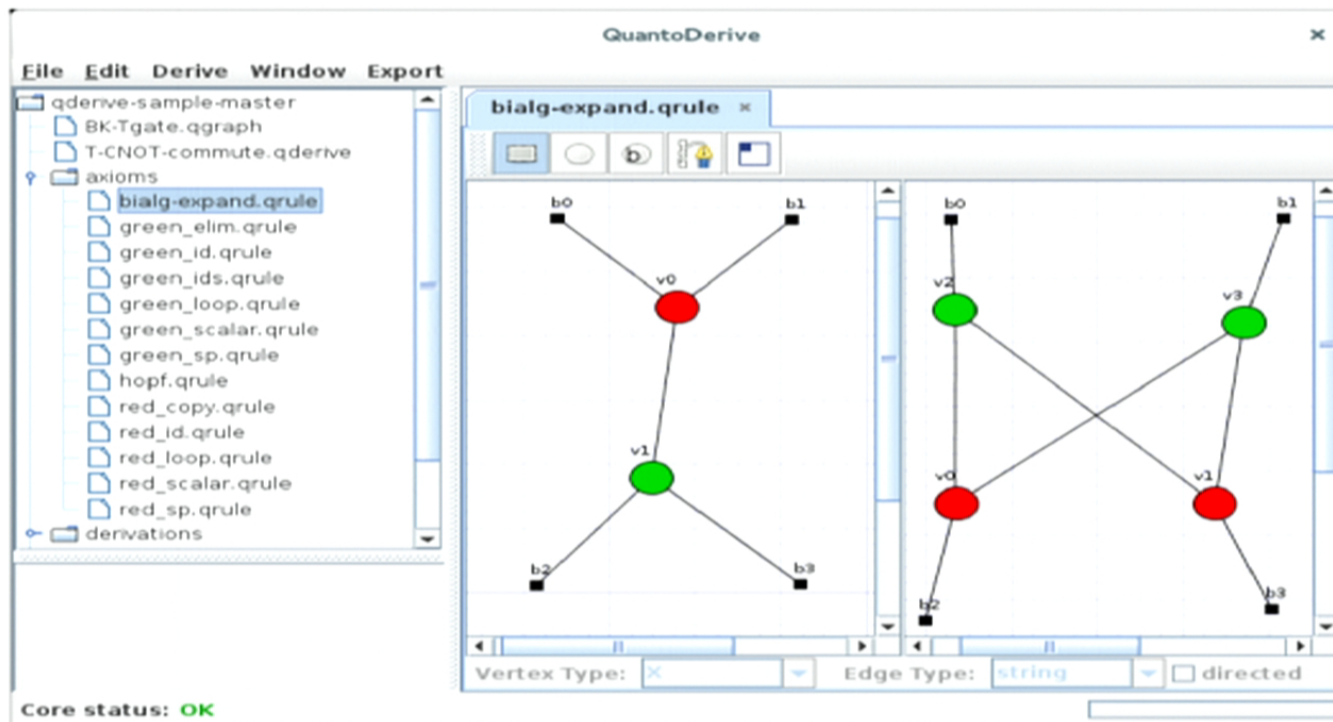 QuantoDerive
File Edit Derive Window Export
qderive-sample-master
BK-Tgate.qgraph
T-CNOT-commute.qderive
axioms
bialg-expand.qrule
green_elim.qrule
green_id.qrule
green_ids.qrule
green_loop.qrule
green_scalar.qrule
green_sp.qrule
hopf.qrule
red_copy.qrule
red_id.qrule
red_loop.qrule
red_scalar.qrule
red_sp.qrule
derivations
bialg-expand.qrule
b
b0 b1
v0
v1
b2 b3
b0 b1
v2 v3
v0 v1
b2 b3
Vertex Type: X Edge Type: string directed
Core status: OK